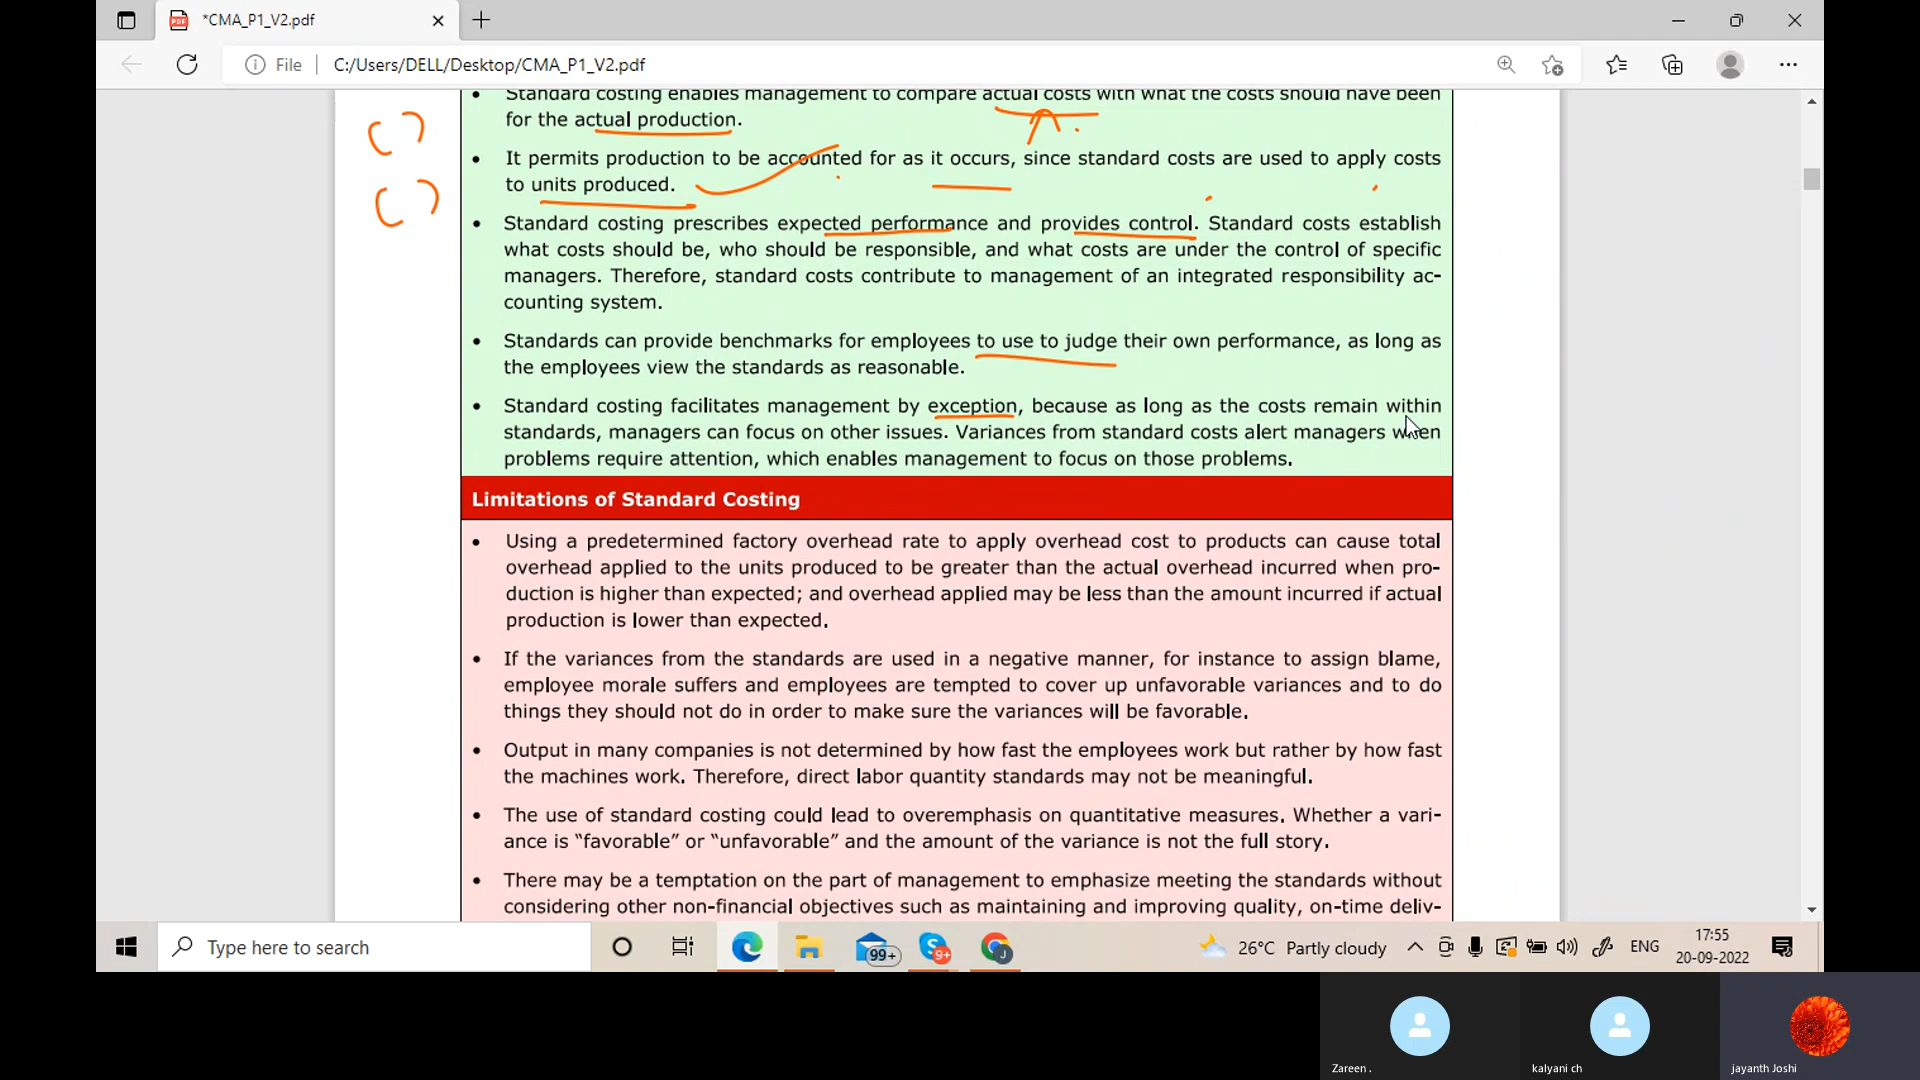 *CMA_P1_V2.pdf
File | C:/Users/DELL/Desktop/CMA_P1_V2.pdf
• Standard costing enables management to compare actual costs with what the costs should have been
for the actual production.
• It permits production to be accounted for as it occurs, since standard costs are used to apply costs
to units produced.
• Standard costing prescribes expected performance and provides control. Standard costs establish
what costs should be, who should be responsible, and what costs are under the control of specific
managers. Therefore, standard costs contribute to management of an integrated responsibility ac-
counting system.
• Standards can provide benchmarks for employees to use to judge their own performance, as long as
the employees view the standards as reasonable.
• Standard costing facilitates management by exception, because as long as the costs remain within
standards, managers can focus on other issues. Variances from standard costs alert managers when
problems require attention, which enables management to focus on those problems.
Limitations of Standard Costing
• Using a predetermined factory overhead rate to apply overhead cost to products can cause total
overhead applied to the units produced to be greater than the actual overhead incurred when pro-
duction is higher than expected; and overhead applied may be less than the amount incurred if actual
production is lower than expected.
• If the variances from the standards are used in a negative manner, for instance to assign blame,
employee morale suffers and employees are tempted to cover up unfavorable variances and to do
things they should not do in order to make sure the variances will be favorable.
• Output in many companies is not determined by how fast the employees work but rather by how fast
the machines work. Therefore, direct labor quantity standards may not be meaningful.
• The use of standard costing could lead to overemphasis on quantitative measures. Whether a vari-
ance is “favorable” or “unfavorable” and the amount of the variance is not the full story.
• There may be a temptation on the part of management to emphasize meeting the standards without
considering other non-financial objectives such as maintaining and improving quality, on-time deliv-
Type here to search
99+
9+
J
26°C Partly cloudy
ENG
17:55
20-09-2022
Zareen .
kalyani ch
jayanth Joshi